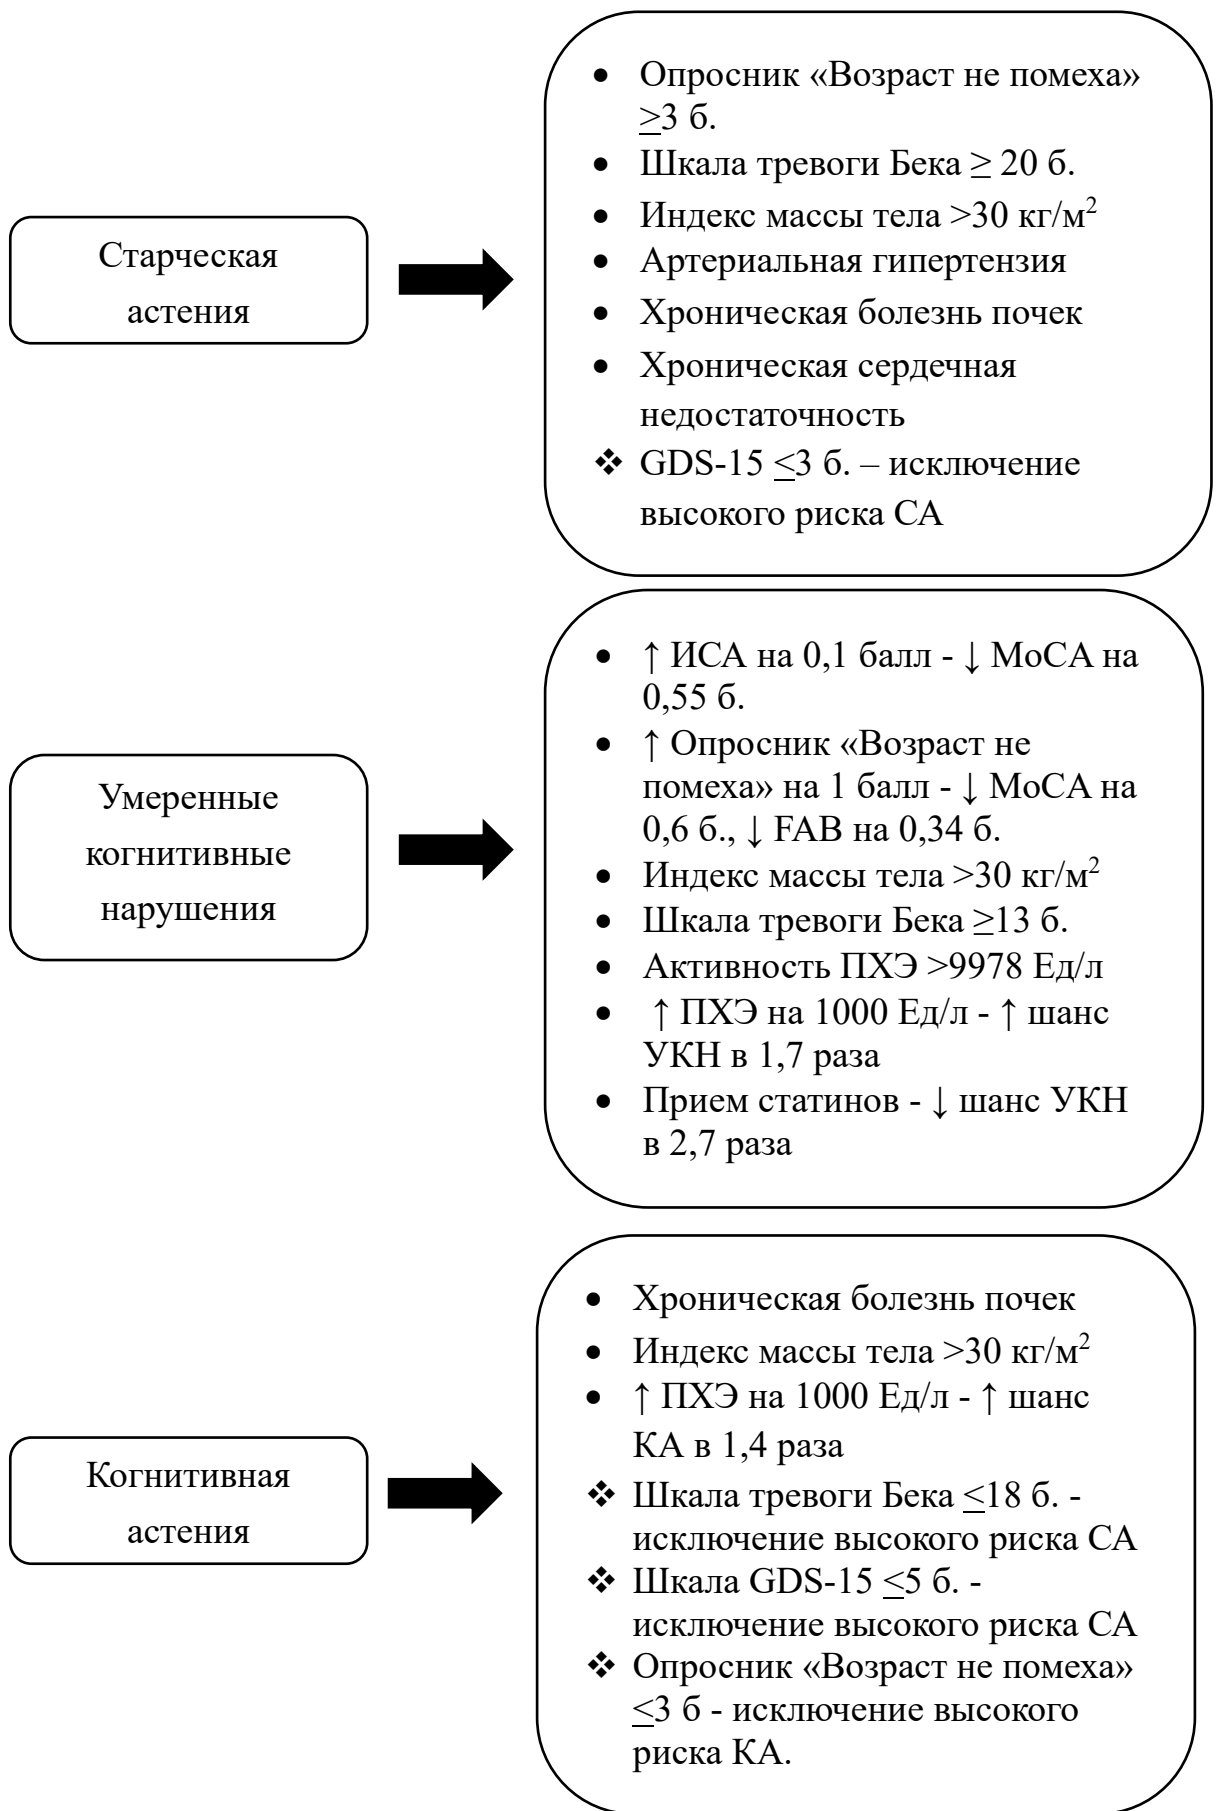 Старческая
астения
• Опросник «Возраст не помеха»
≥3 б.
• Шкала тревоги Бека ≥ 20 б.
• Индекс массы тела >30 кг/м²
• Артериальная гипертензия
• Хроническая болезнь почек
• Хроническая сердечная
недостаточность
❖ GDS-15 ≤3 б. – исключение
высокого риска СА
Умеренные
когнитивные
нарушения
• ↑ ИСА на 0,1 балл - ↓ MoCA на
0,55 б.
• ↑ Опросник «Возраст не
помеха» на 1 балл - ↓ MoCA на
0,6 б., ↓ FAB на 0,34 б.
• Индекс массы тела >30 кг/м²
• Шкала тревоги Бека ≥13 б.
• Активность ПХЭ >9978 Ед/л
• ↑ ПХЭ на 1000 Ед/л - ↑ шанс
УКН в 1,7 раза
• Прием статинов - ↓ шанс УКН
в 2,7 раза
Когнитивная
астения
• Хроническая болезнь почек
• Индекс массы тела >30 кг/м²
• ↑ ПХЭ на 1000 Ед/л - ↑ шанс
КА в 1,4 раза
❖ Шкала тревоги Бека ≤18 б. -
исключение высокого риска СА
❖ Шкала GDS-15 ≤5 б. -
исключение высокого риска СА
❖ Опросник «Возраст не помеха»
≤3 б - исключение высокого
риска КА.